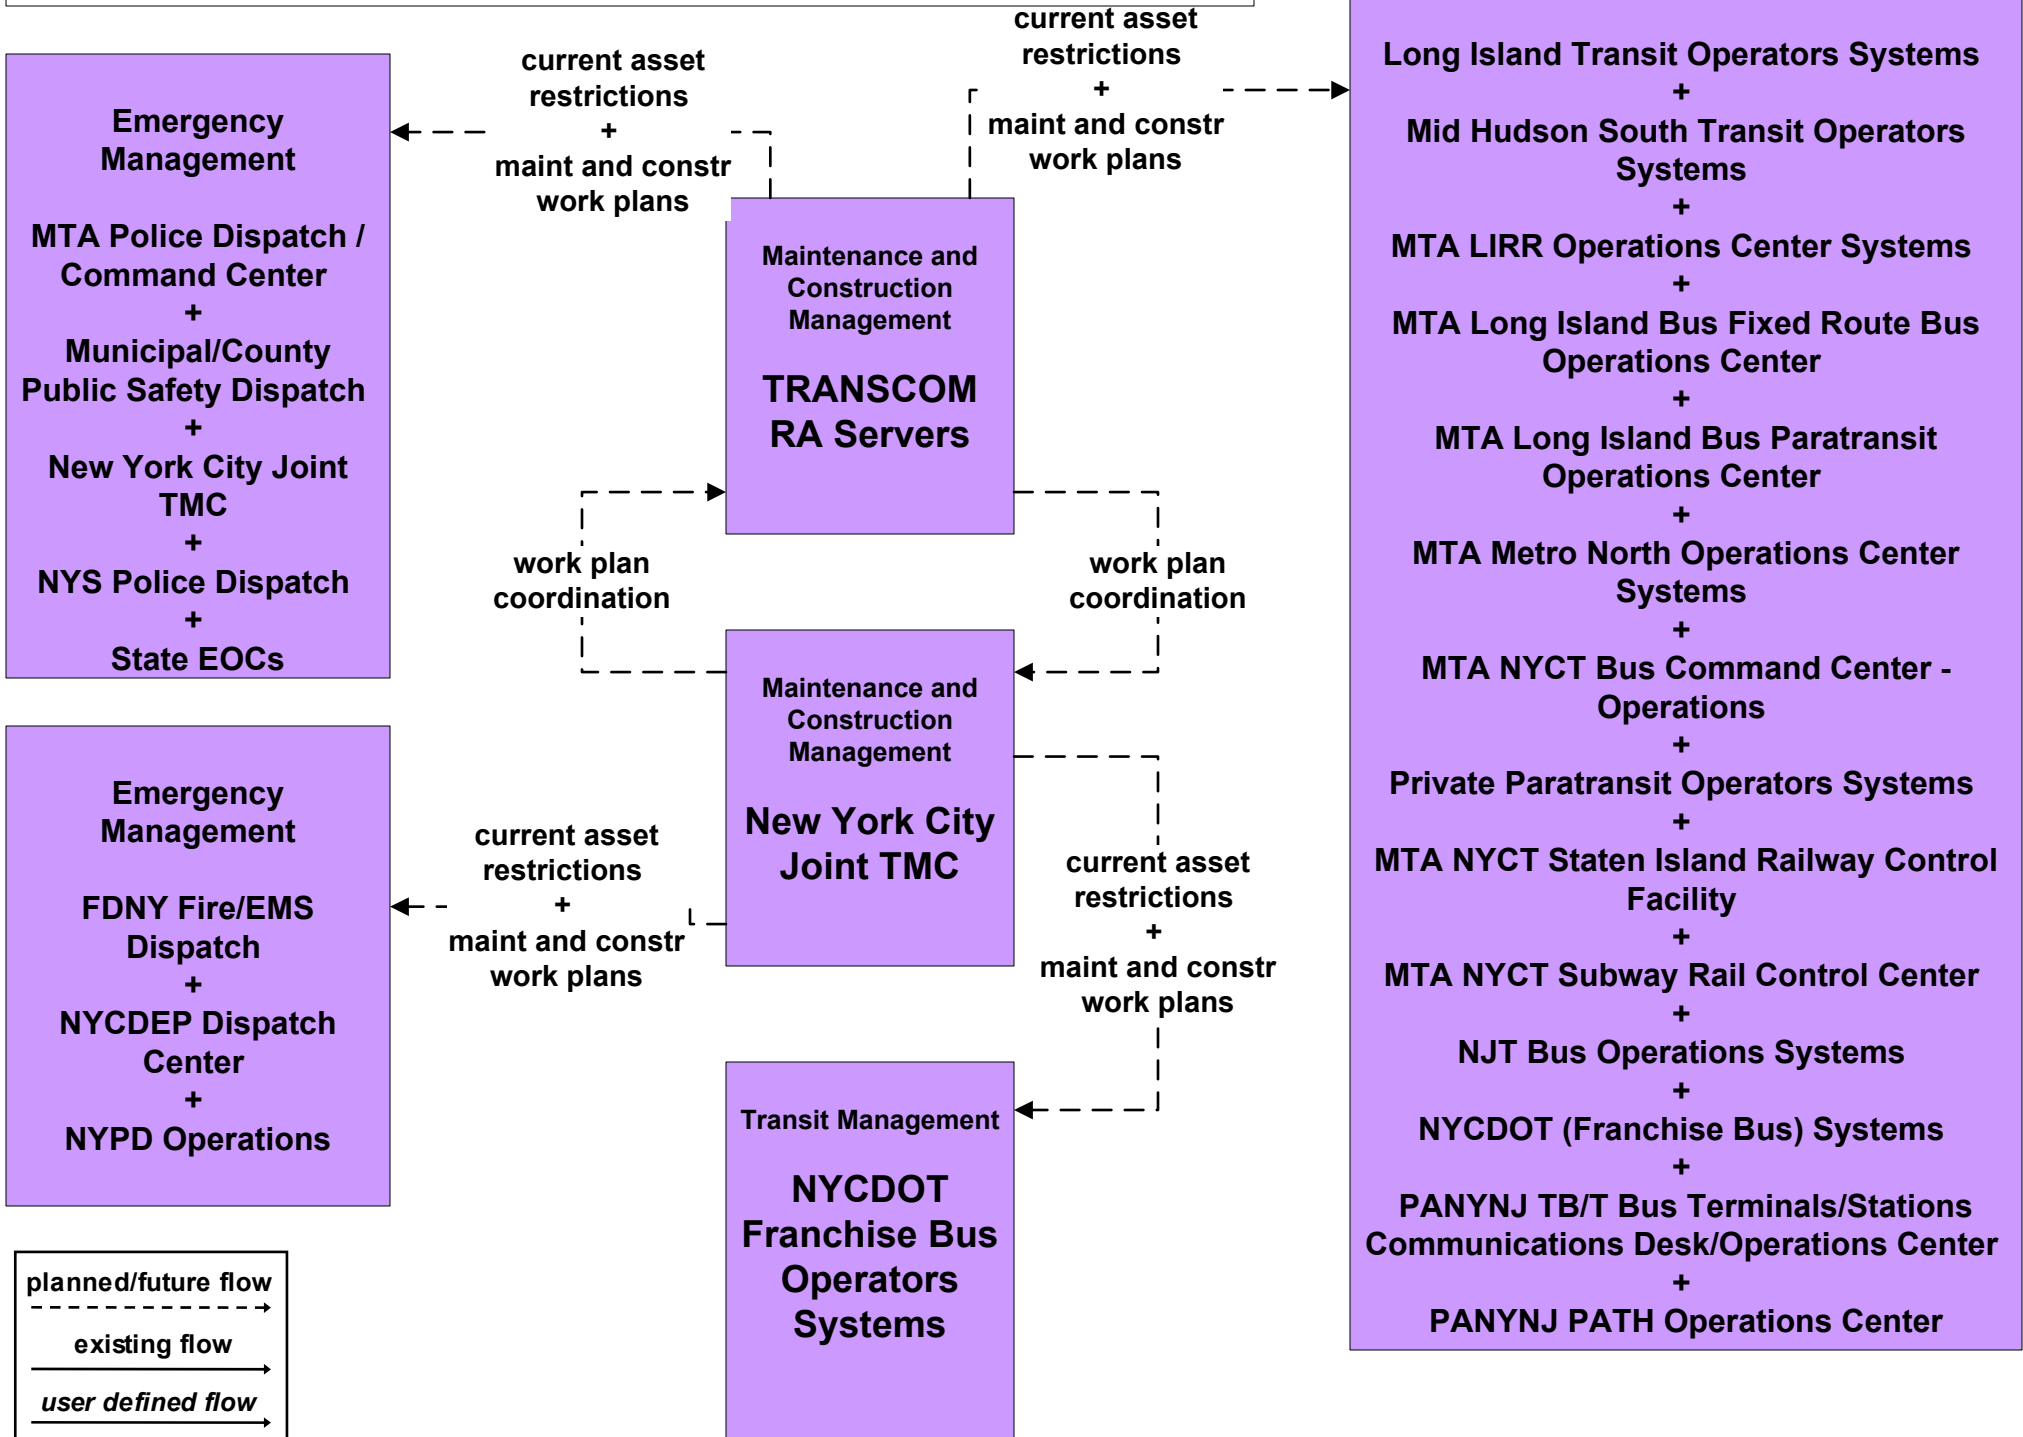 Emergency
Management
MTA Police Dispatch /
Command Center
+
Municipal/County
Public Safety Dispatch
+
New York City Joint
TMC
+
NYS Police Dispatch
+
State EOCs
current asset
restrictions
+
maint and constr
work plans
current asset
restrictions
+
maint and constr
work plans
Maintenance and
Construction
Management
TRANSCOM
RA Servers
work plan
coordination
work plan
coordination
Maintenance and
Construction
Management
New York City
Joint TMC
Emergency
Management
FDNY Fire/EMS
Dispatch
+
NYCDEP Dispatch
Center
+
NYPD Operations
current asset
restrictions
+
maint and constr
work plans
current asset
restrictions
+
maint and constr
work plans
Transit Management
NYCDOT
Franchise Bus
Operators
Systems
Long Island Transit Operators Systems
+
Mid Hudson South Transit Operators
Systems
+
MTA LIRR Operations Center Systems
+
MTA Long Island Bus Fixed Route Bus
Operations Center
+
MTA Long Island Bus Paratransit
Operations Center
+
MTA Metro North Operations Center
Systems
+
MTA NYCT Bus Command Center -
Operations
+
Private Paratransit Operators Systems
+
MTA NYCT Staten Island Railway Control
Facility
+
MTA NYCT Subway Rail Control Center
+
NJT Bus Operations Systems
+
NYCDOT (Franchise Bus) Systems
+
PANYNJ TB/T Bus Terminals/Stations
Communications Desk/Operations Center
+
PANYNJ PATH Operations Center
planned/future flow
existing flow
user defined flow